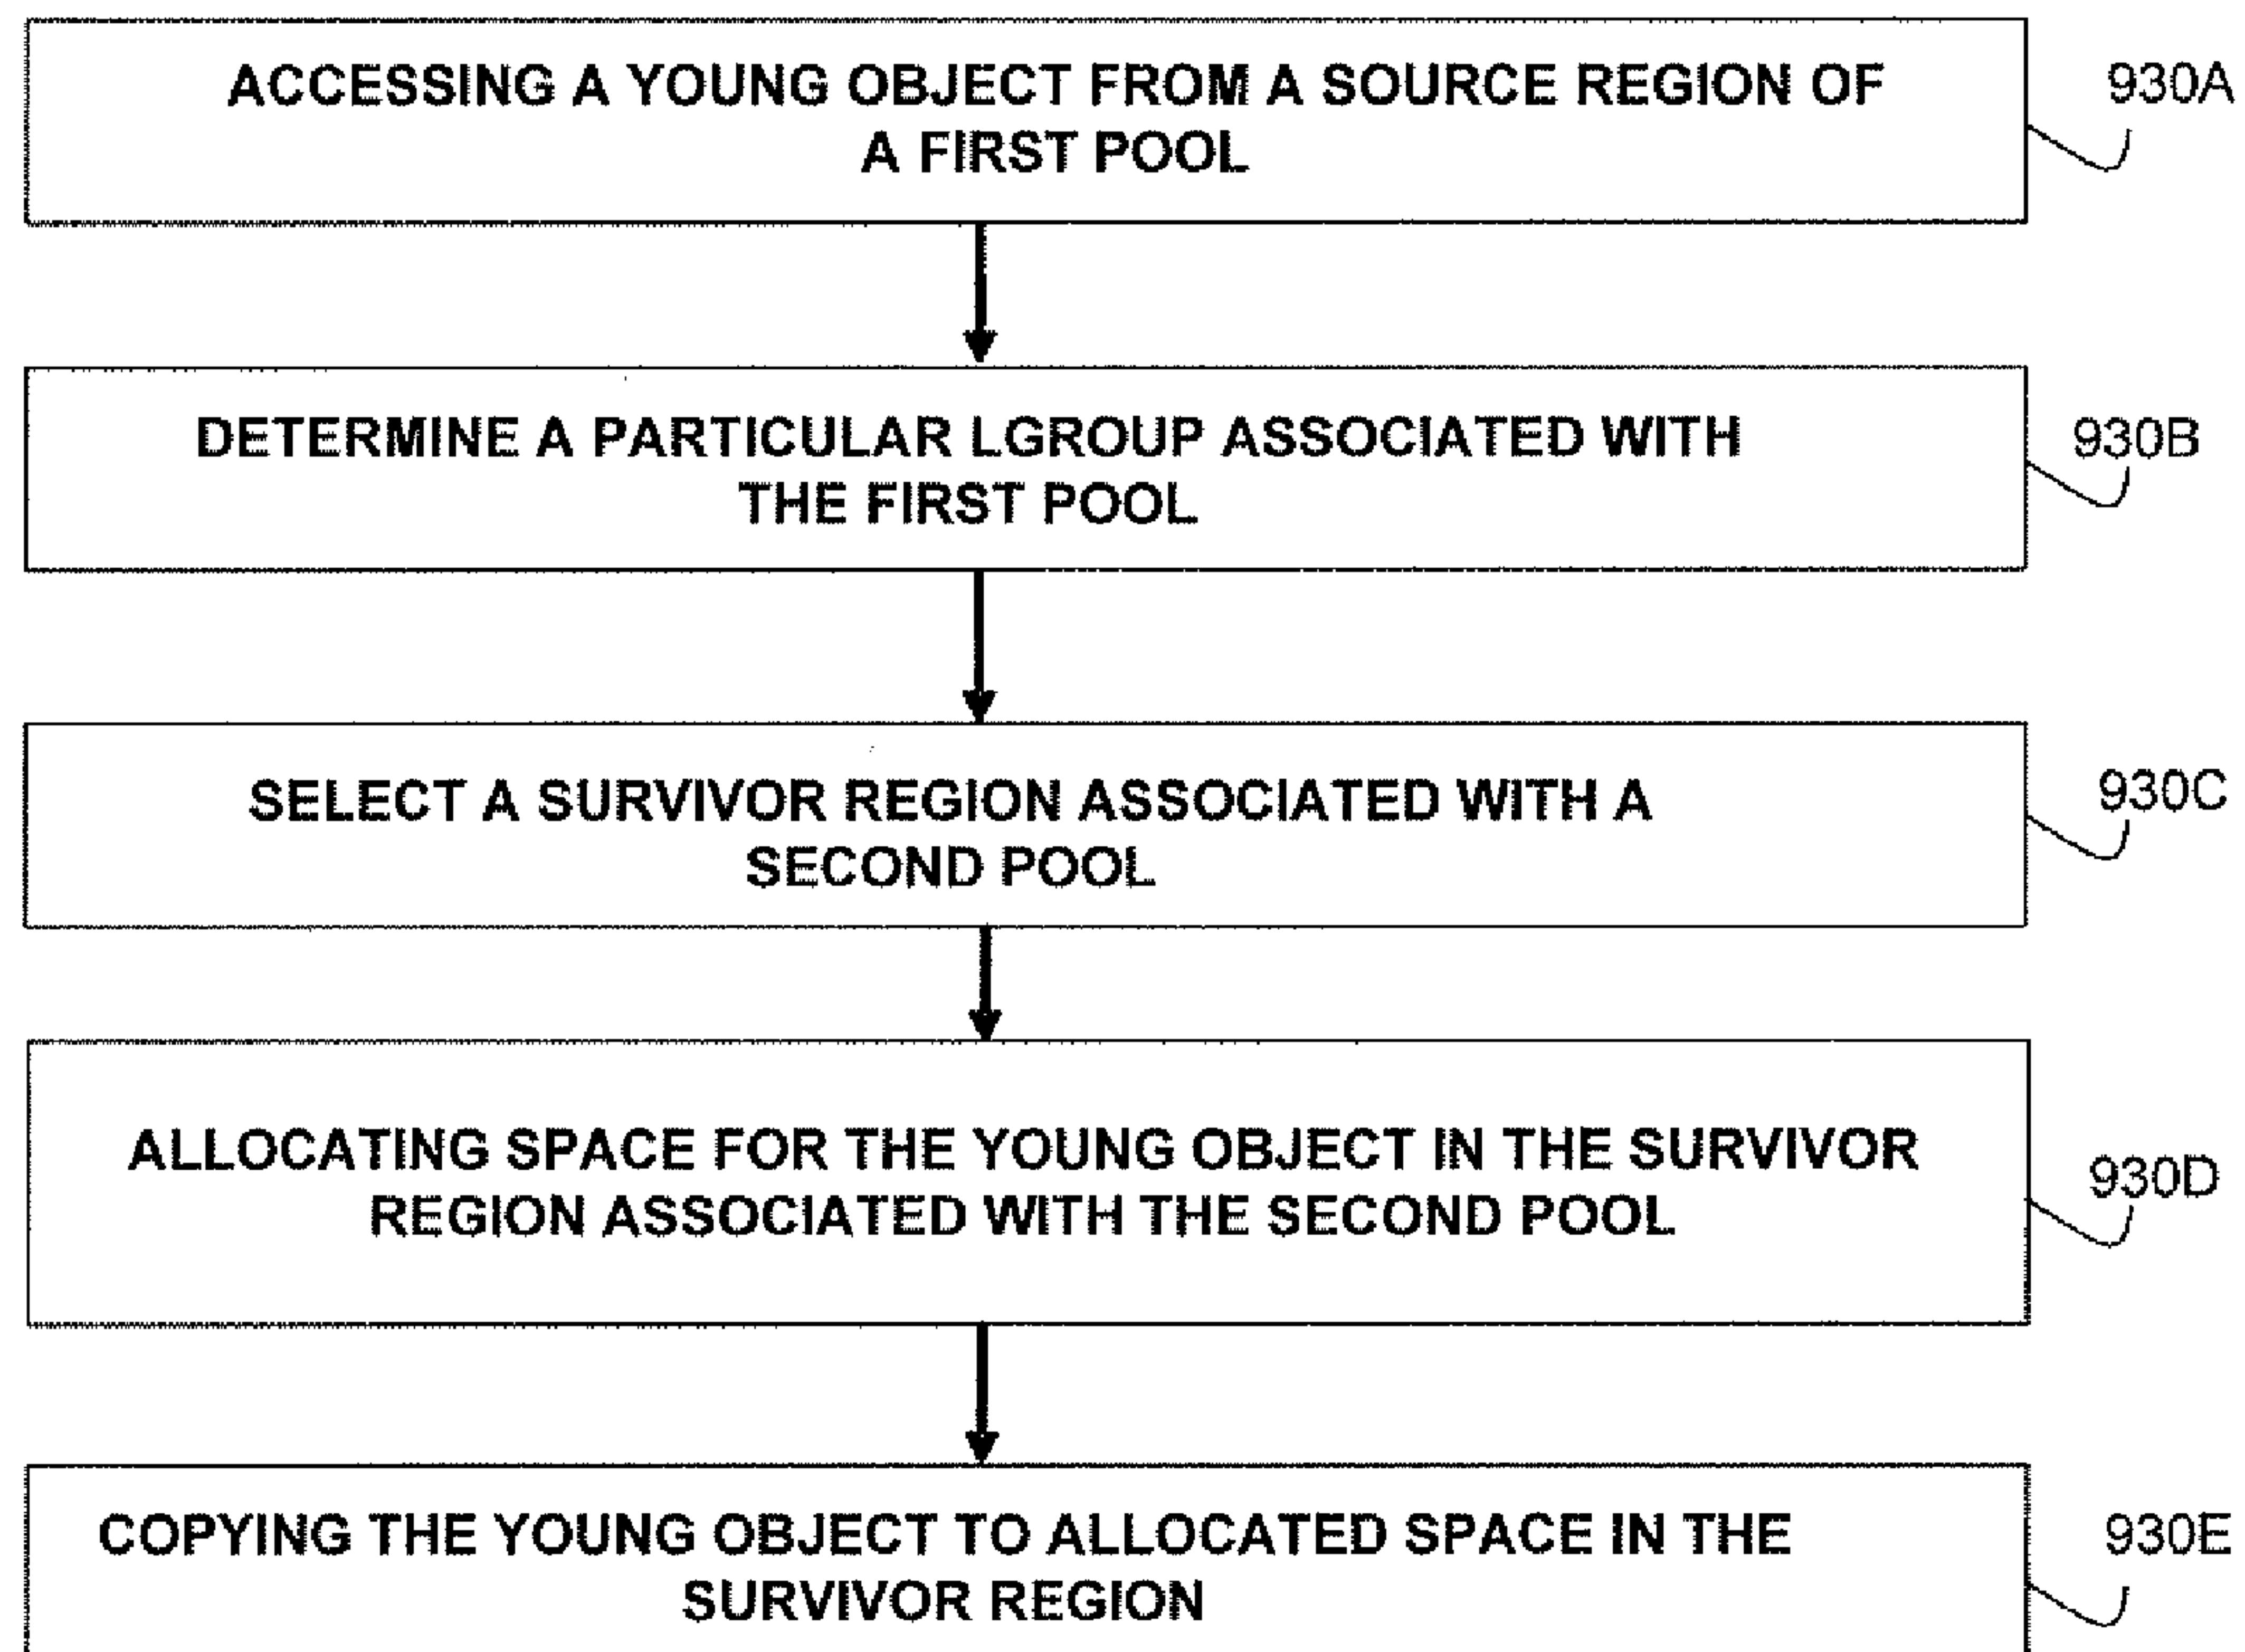 ACCESSING A YOUNG OBJECT FROM A SOURCE REGION OF
A FIRST POOL
930A
DETERMINE A PARTICULAR LGROUP ASSOCIATED WITH
THE FIRST POOL
930B
SELECT A SURVIVOR REGION ASSOCIATED WITH A
SECOND POOL
930C
ALLOCATING SPACE FOR THE YOUNG OBJECT IN THE SURVIVOR
REGION ASSOCIATED WITH THE SECOND POOL
930D
COPYING THE YOUNG OBJECT TO ALLOCATED SPACE IN THE
SURVIVOR REGION
930E